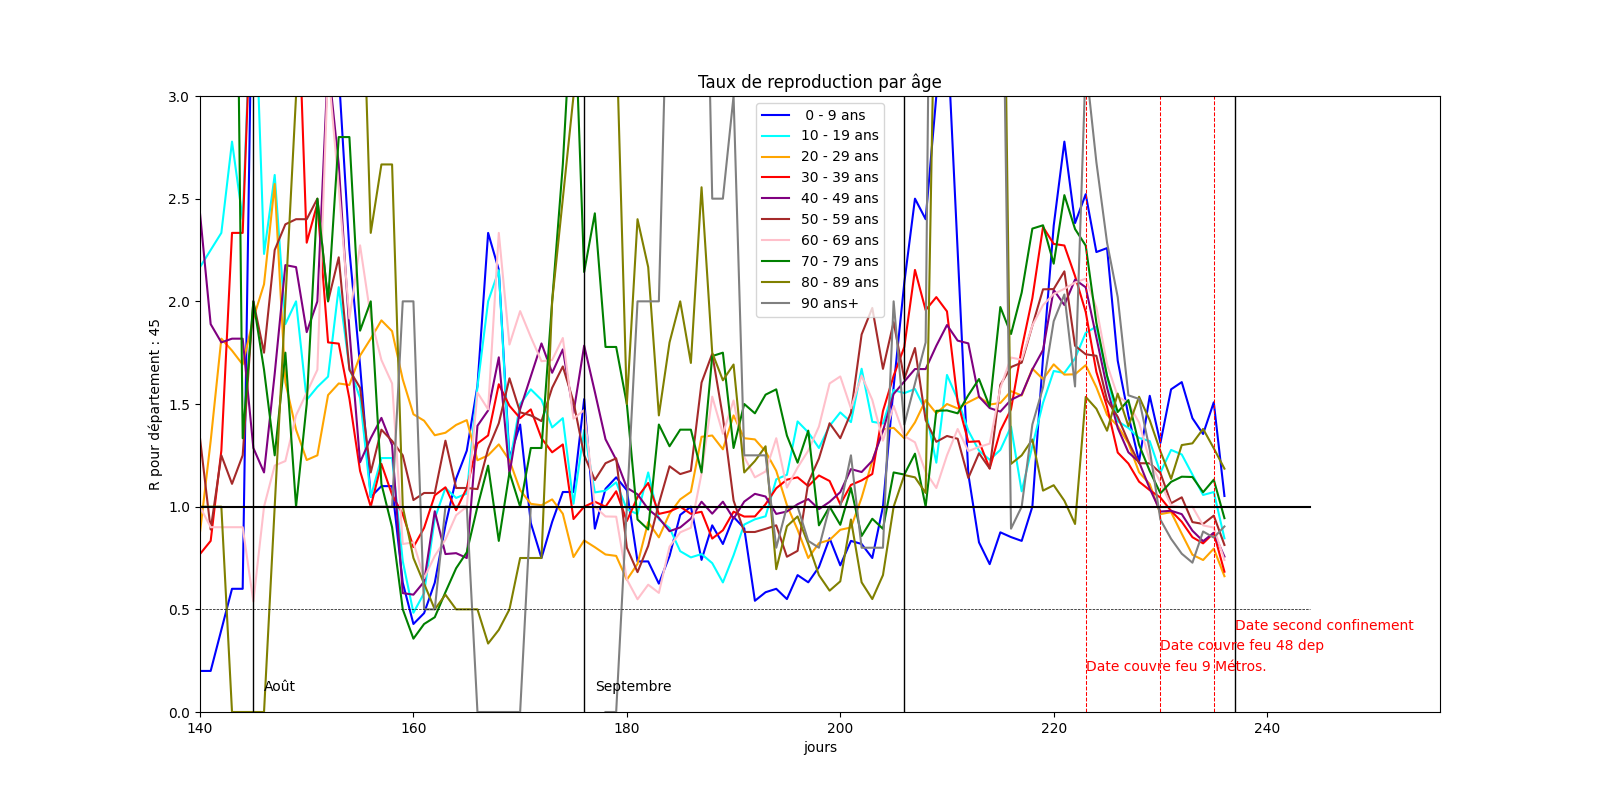 Taux de reproduction par âge
R pour département : 45
3.0
2.5
2.0
1.5
1.0
0.5
0.0
0 - 9 ans
10 - 19 ans
20 - 29 ans
30 - 39 ans
40 - 49 ans
50 - 59 ans
60 - 69 ans
70 - 79 ans
80 - 89 ans
90 ans+
Date second confinement
Date couvre feu 48 dep
Date couvre feu 9 Métros.
Août
Septembre
140
160
180
200
220
240
jours